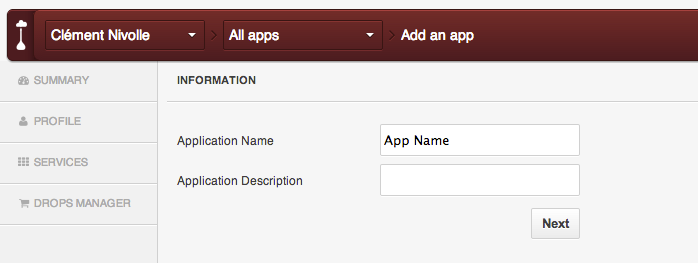 Clément Nivolle All apps Add an app
SUMMARY
PROFILE
SERVICES
DROPS MANAGER
INFORMATION
Application Name App Name
Application Description
Next